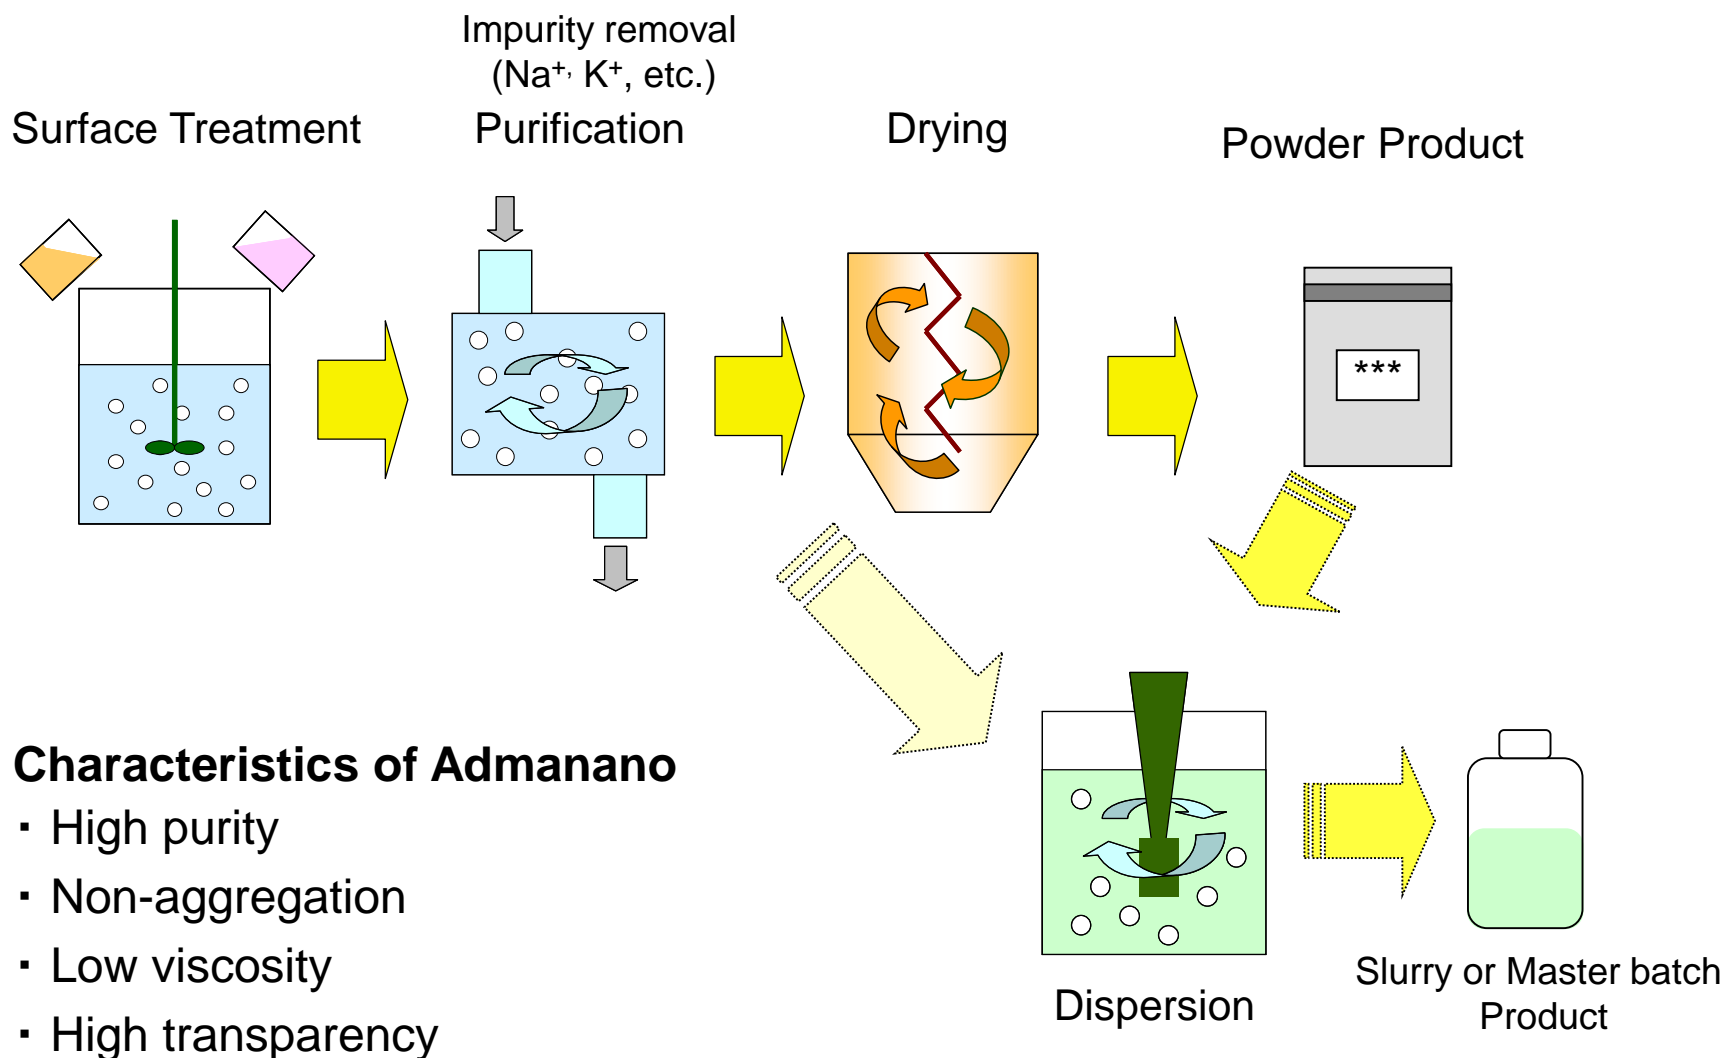 Impurity removal
(Na⁺, K⁺, etc.)
Surface Treatment
Purification
Drying
Powder Product
***
Characteristics of Admanano
・High purity
・Non-aggregation
・Low viscosity
・High transparency
Dispersion
Slurry or Master batch
Product